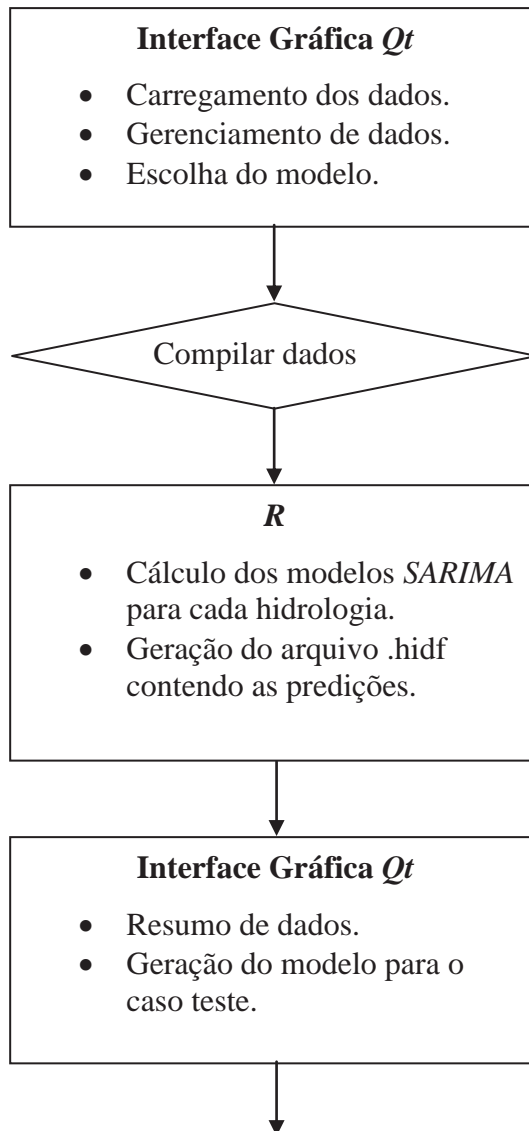 Interface Gráfica Qt
• Carregamento dos dados.
• Gerenciamento de dados.
• Escolha do modelo.
Compilar dados
R
• Cálculo dos modelos SARIMA
para cada hidrologia.
• Geração do arquivo .hidf
contendo as predições.
Interface Gráfica Qt
• Resumo de dados.
• Geração do modelo para o
caso teste.